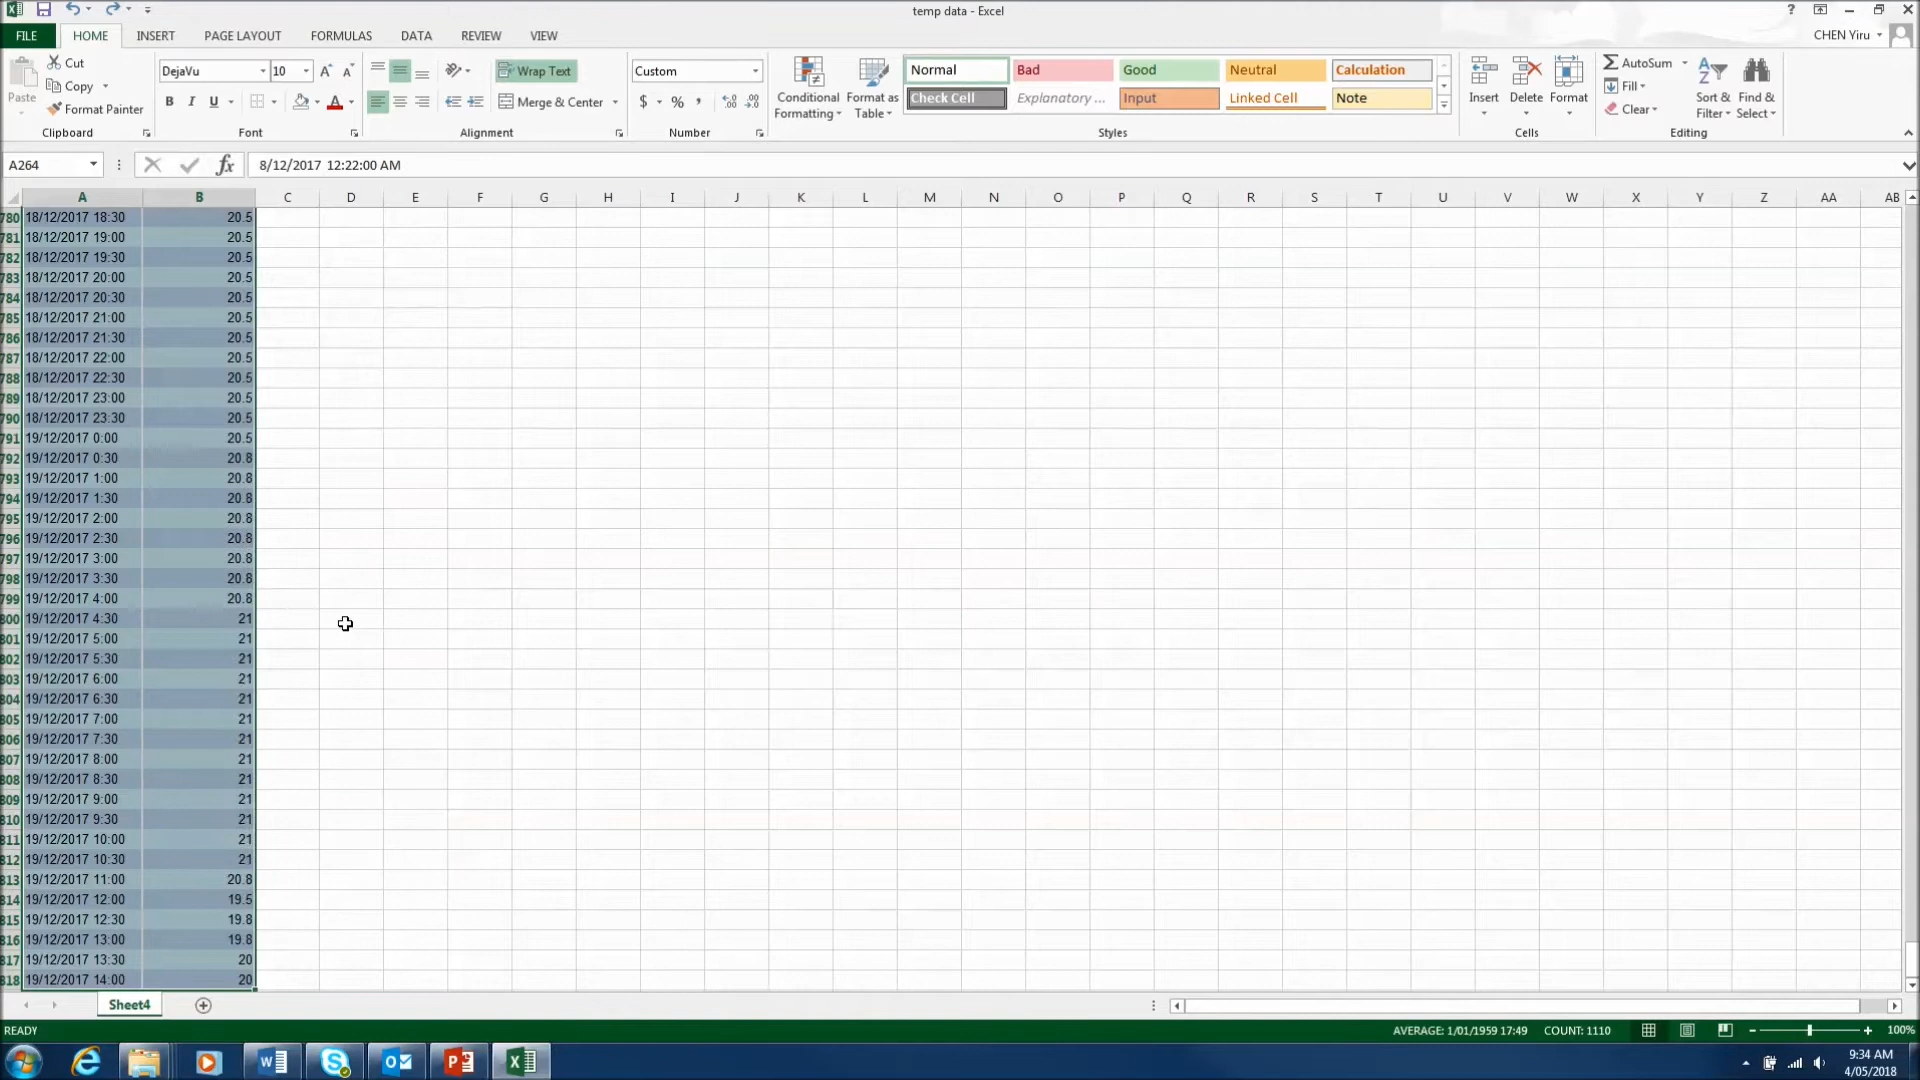 temp data - Excel
FILE HOME INSERT PAGE LAYOUT FORMULAS DATA REVIEW VIEW CHEN Yiru
Paste Cut Copy Format Painter Clipboard
DejaVu 10 B I U A Font
Wrap Text Merge & Center Alignment
Custom $ % , Number
Conditional Formatting Format as Table
Normal Bad Good Neutral Calculation
Check Cell Explanatory ... Input Linked Cell Note
Styles
Insert Delete Format Cells
AutoSum Fill Clear Sort & Filter Find & Select Editing
A264 fx 8/12/2017 12:22:00 AM
A B C D E F G H I J K L M N O P Q R S T U V W X Y Z AA AB
780 18/12/2017 18:30 20.5
781 18/12/2017 19:00 20.5
782 18/12/2017 19:30 20.5
783 18/12/2017 20:00 20.5
784 18/12/2017 20:30 20.5
785 18/12/2017 21:00 20.5
786 18/12/2017 21:30 20.5
787 18/12/2017 22:00 20.5
788 18/12/2017 22:30 20.5
789 18/12/2017 23:00 20.5
790 18/12/2017 23:30 20.5
791 19/12/2017 0:00 20.5
792 19/12/2017 0:30 20.8
793 19/12/2017 1:00 20.8
794 19/12/2017 1:30 20.8
795 19/12/2017 2:00 20.8
796 19/12/2017 2:30 20.8
797 19/12/2017 3:00 20.8
798 19/12/2017 3:30 20.8
799 19/12/2017 4:00 20.8
800 19/12/2017 4:30 21
801 19/12/2017 5:00 21
802 19/12/2017 5:30 21
803 19/12/2017 6:00 21
804 19/12/2017 6:30 21
805 19/12/2017 7:00 21
806 19/12/2017 7:30 21
807 19/12/2017 8:00 21
808 19/12/2017 8:30 21
809 19/12/2017 9:00 21
810 19/12/2017 9:30 21
811 19/12/2017 10:00 21
812 19/12/2017 10:30 21
813 19/12/2017 11:00 20.8
814 19/12/2017 12:00 19.5
815 19/12/2017 12:30 19.8
816 19/12/2017 13:00 19.8
817 19/12/2017 13:30 20
818 19/12/2017 14:00 20
Sheet4
READY AVERAGE: 1/01/1959 17:49 COUNT: 1110 100%
9:34 AM
4/05/2018